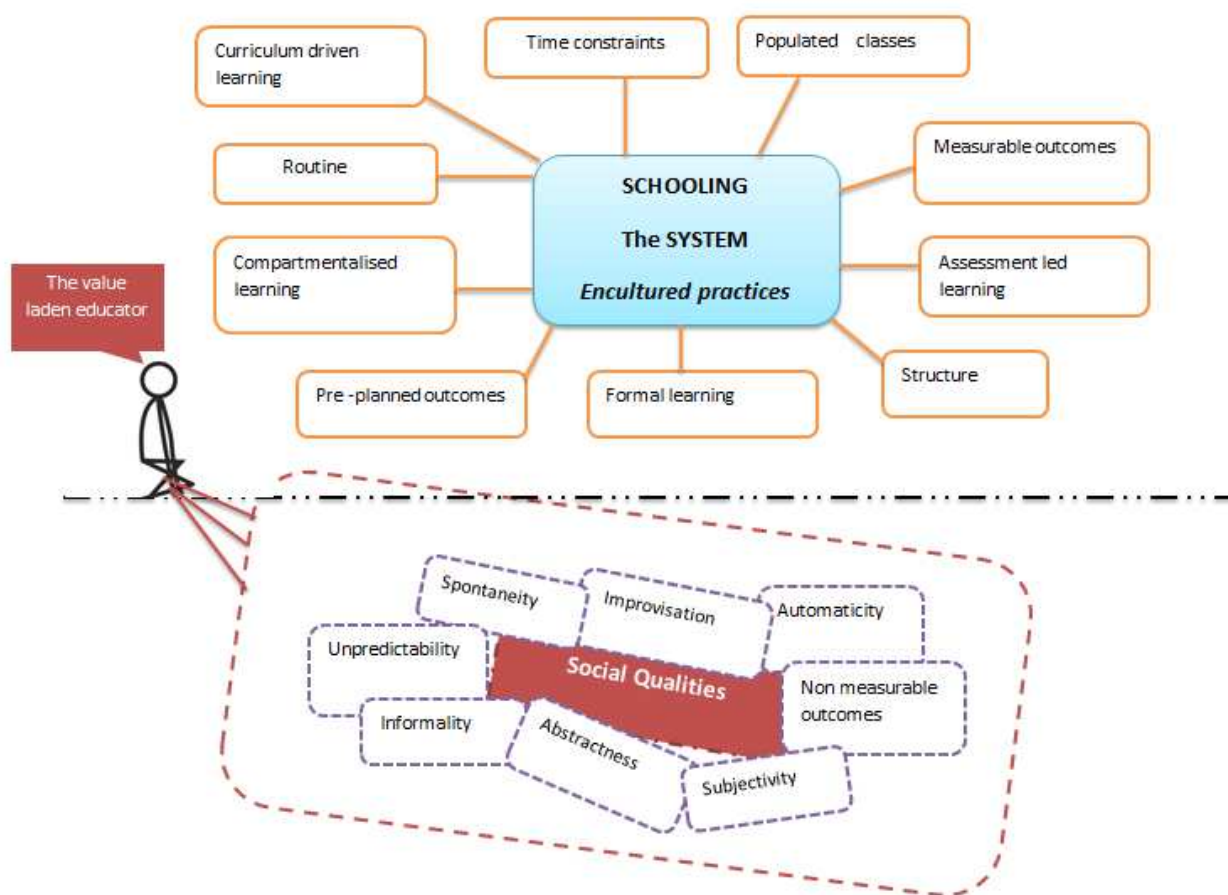 Curriculum driven
learning
Time constraints
Populated classes
Routine
SCHOOLING
The SYSTEM
Encultured practices
Measurable outcomes
Compartmentalised
learning
Assessment led
learning
The value
laden educator
Pre -planned outcomes
Formal learning
Structure
Spontaneity
Improvisation
Automaticity
Unpredictability
Social Qualities
Non measurable
outcomes
Informality
Abstractness
Subjectivity